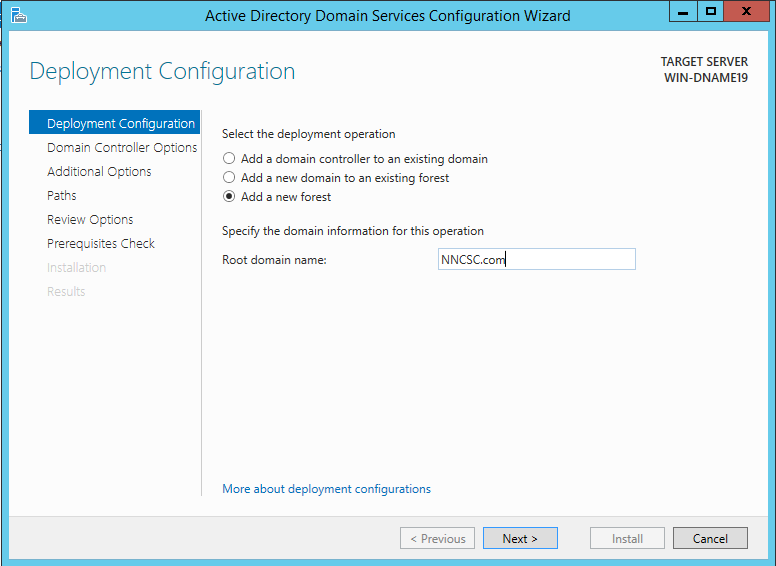 Active Directory Domain Services Configuration Wizard
Deployment Configuration
TARGET SERVER
WIN-DNAME19
Deployment Configuration
Domain Controller Options
Additional Options
Paths
Review Options
Prerequisites Check
Installation
Results
Select the deployment operation
Add a domain controller to an existing domain
Add a new domain to an existing forest
Add a new forest
Specify the domain information for this operation
Root domain name: NNCSC.com
More about deployment configurations
< Previous Next > Install Cancel